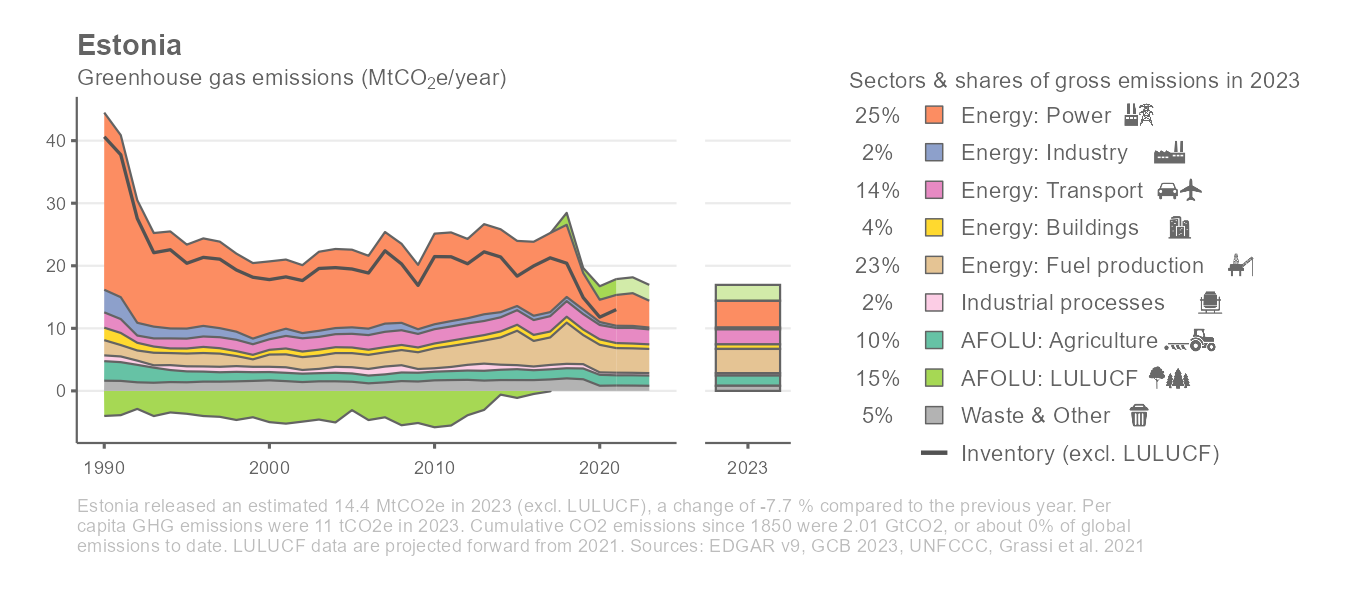 Estonia
Greenhouse gas emissions (MtCO₂e/year)
40
30
20
10
0
1990
2000
2010
2020
2023
Sectors & shares of gross emissions in 2023
25% Energy: Power
2% Energy: Industry
14% Energy: Transport
4% Energy: Buildings
23% Energy: Fuel production
2% Industrial processes
10% AFOLU: Agriculture
15% AFOLU: LULUCF
5% Waste & Other
Inventory (excl. LULUCF)
Estonia released an estimated 14.4 MtCO2e in 2023 (excl. LULUCF), a change of -7.7 % compared to the previous year. Per
capita GHG emissions were 11 tCO2e in 2023. Cumulative CO2 emissions since 1850 were 2.01 GtCO2, or about 0% of global
emissions to date. LULUCF data are projected forward from 2021. Sources: EDGAR v9, GCB 2023, UNFCCC, Grassi et al. 2021